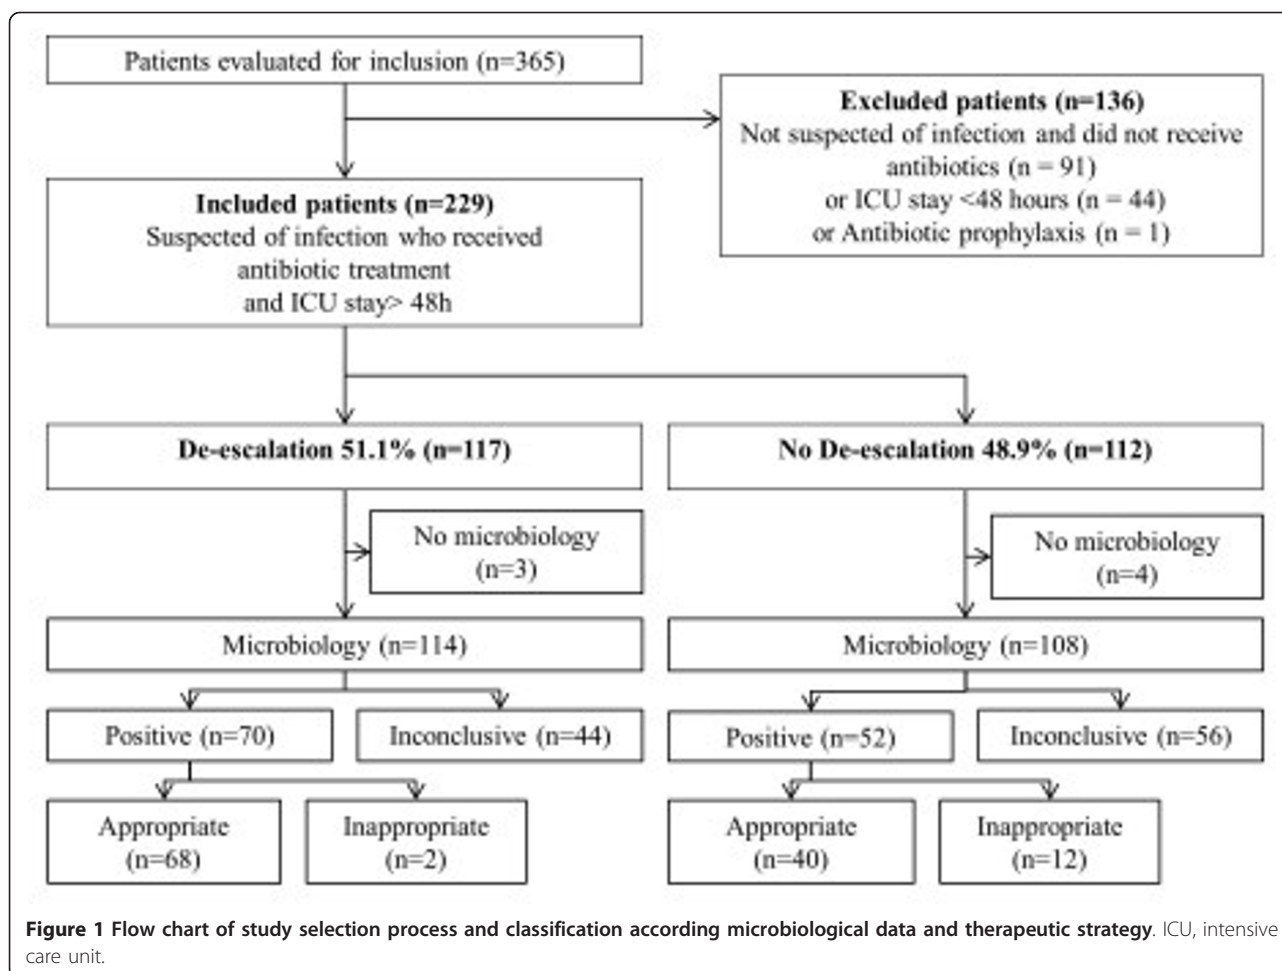 Patients evaluated for inclusion (n=365)
Excluded patients (n=136)
Not suspected of infection and did not receive
antibiotics (n = 91)
or ICU stay <48 hours (n = 44)
or Antibiotic prophylaxis (n = 1)
Included patients (n=229)
Suspected of infection who received
antibiotic treatment
and ICU stay> 48h
De-escalation 51.1% (n=117)
No De-escalation 48.9% (n=112)
No microbiology
(n=3)
No microbiology
(n=4)
Microbiology (n=114)
Microbiology (n=108)
Positive (n=70)
Inconclusive (n=44)
Positive (n=52)
Inconclusive (n=56)
Appropriate
(n=68)
Inappropriate
(n=2)
Appropriate
(n=40)
Inappropriate
(n=12)
Figure 1 Flow chart of study selection process and classification according microbiological data and therapeutic strategy. ICU, intensive
care unit.